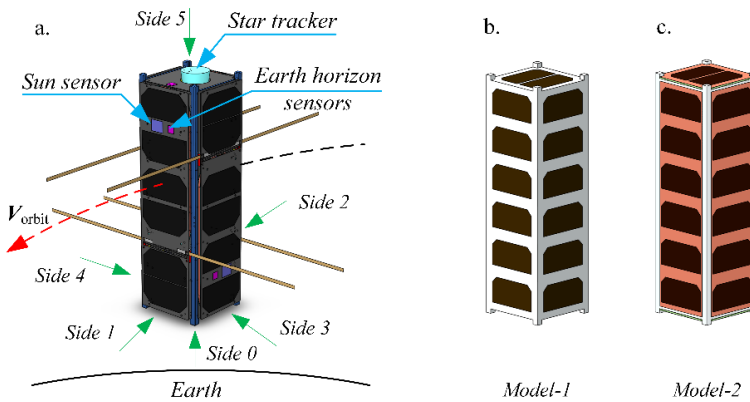 a.
Side 5
Star tracker
Sun sensor
Earth horizon
sensors
V orbit
Side 2
Side 4
Side 1
Side 3
Side 0
Earth
b.
Model-1
c.
Model-2